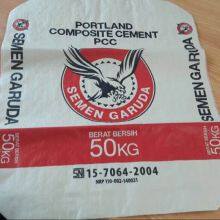 PORTLAND
COMPOSITE CEMENT
PCC
SEMEN GARUDA
SEMEN GARUDA
SEMEN GARUDA
BERAT BERSIH
50KG
50KG
50KG
SNI 15-7064-2004